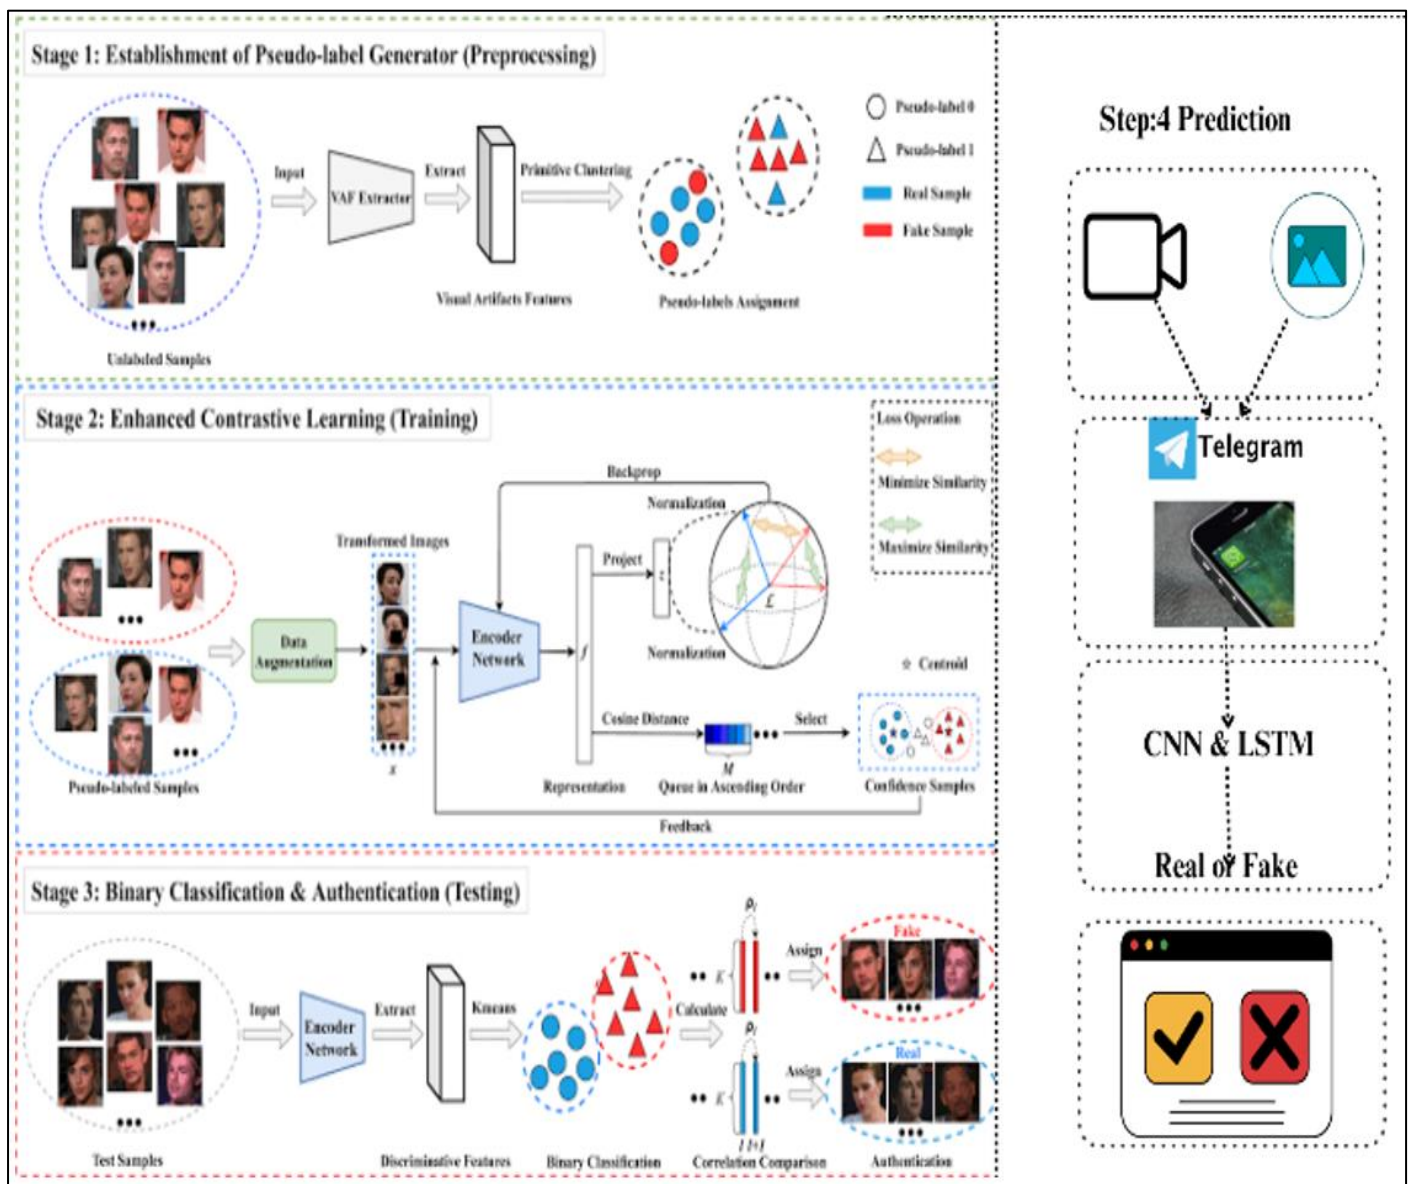 Stage 1: Establishment of Pseudo-label Generator (Preprocessing)
Input
VAF Extractor
Extract
Primitive Clustering
Visual Artifacts Features
Pseudo-labels Assignment
Unlabeled Samples
Pseudo-label 0
Pseudo-label 1
Real Sample
Fake Sample
Stage 2: Enhanced Contrastive Learning (Training)
Loss Operation
Minimize Similarity
Maximize Similarity
Backprop
Normalization
Transformed Images
Project
Data
Augmentation
Encoder
Network
f
z
ℒ
Normalization
Centroid
Cosine Distance
Select
M
x
Pseudo-labeled Samples
Representation
Queue in Ascending Order
Confidence Samples
Feedback
Stage 3: Binary Classification & Authentication (Testing)
Input
Encoder
Network
Extract
Kmeans
Calculate
ρl
K
Assign
Fake
ρl
K
Assign
Real
l l+1
Test Samples
Discriminative Features
Binary Classification
Correlation Comparison
Authentication
Step:4 Prediction
Telegram
CNN & LSTM
Real or Fake